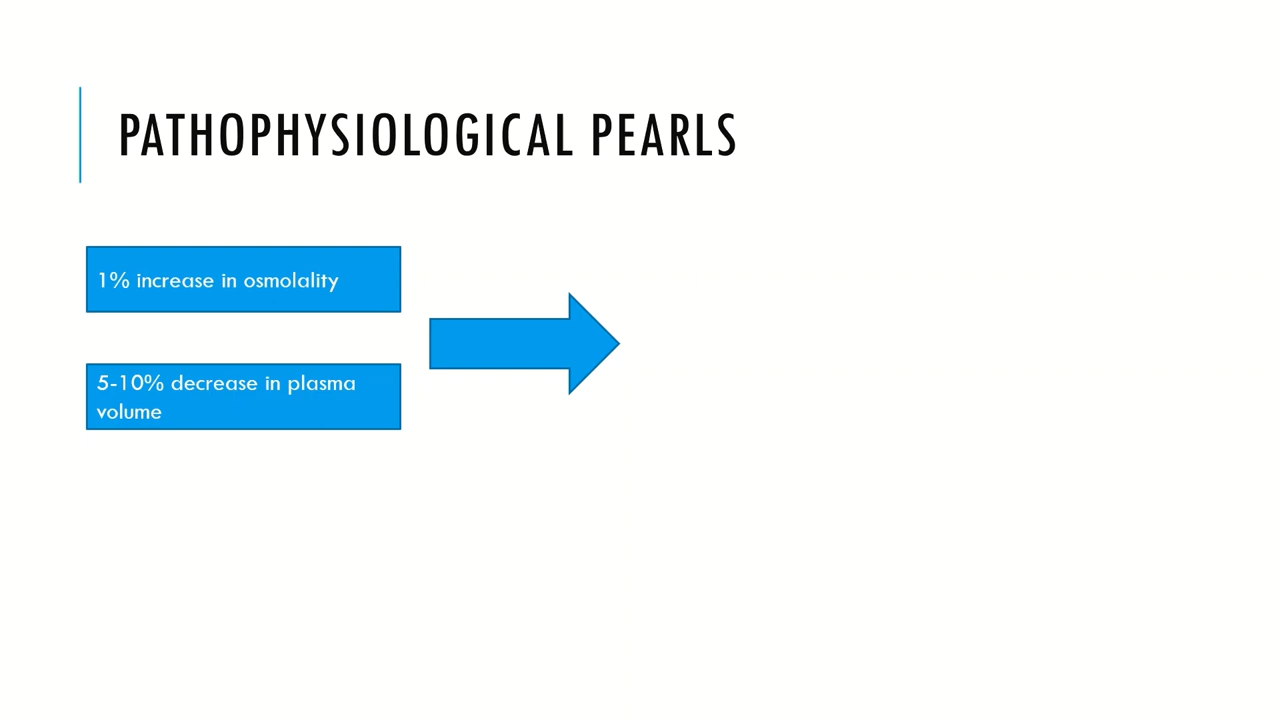 PATHOPHYSIOLOGICAL PEARLS
1% increase in osmolality
5-10% decrease in plasma
volume